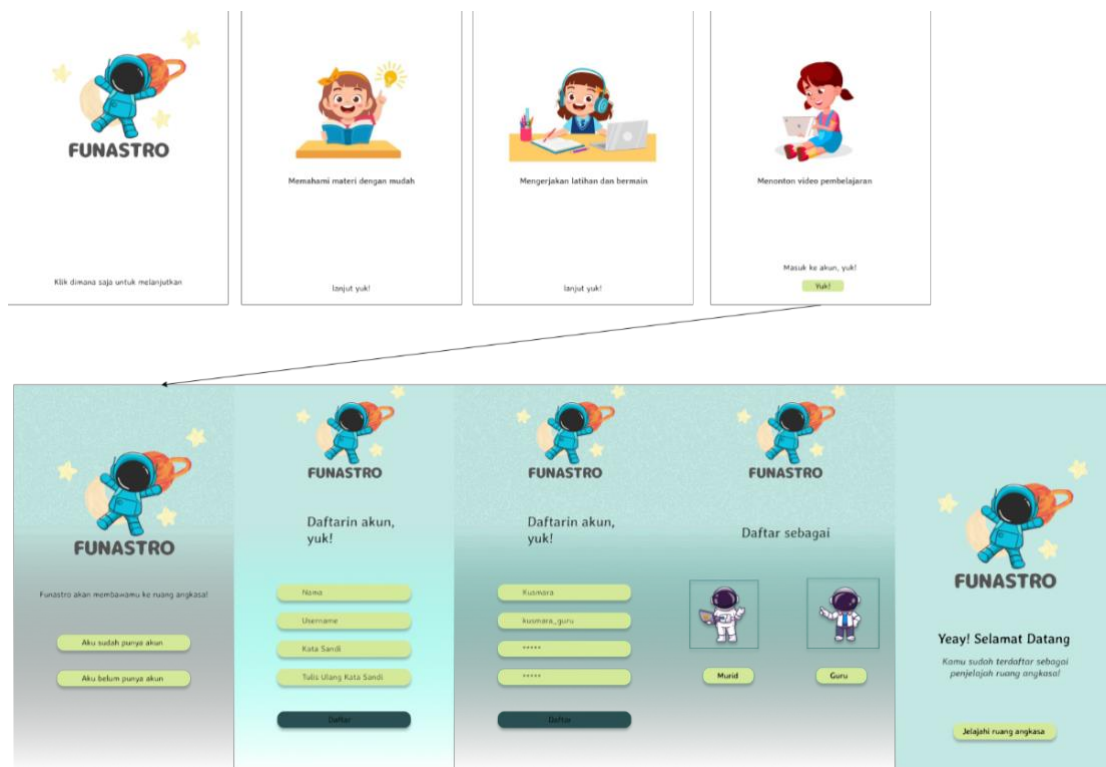 FUNASTRO
Klik dimana saja untuk melanjutkan
Memahami materi dengan mudah
lanjut yuk!
Mengerjakan latihan dan bermain
lanjut yuk!
Menonton video pembelajaran
Masuk ke akun, yuk!
Yuk!
FUNASTRO
Funastro akan membawamu ke ruang angkasa!
Aku sudah punya akun
Aku belum punya akun
FUNASTRO
Daftarin akun,
yuk!
Nama
Username
Kata Sandi
Tulis Ulang Kata Sandi
Daftar
FUNASTRO
Daftarin akun,
yuk!
Kusmara
kusmara_guru
*****
*****
Daftar
FUNASTRO
Daftar sebagai
Murid
Guru
FUNASTRO
Yeay! Selamat Datang
Kamu sudah terdaftar sebagai
penjelajah ruang angkasa!
Jelajahi ruang angkasa